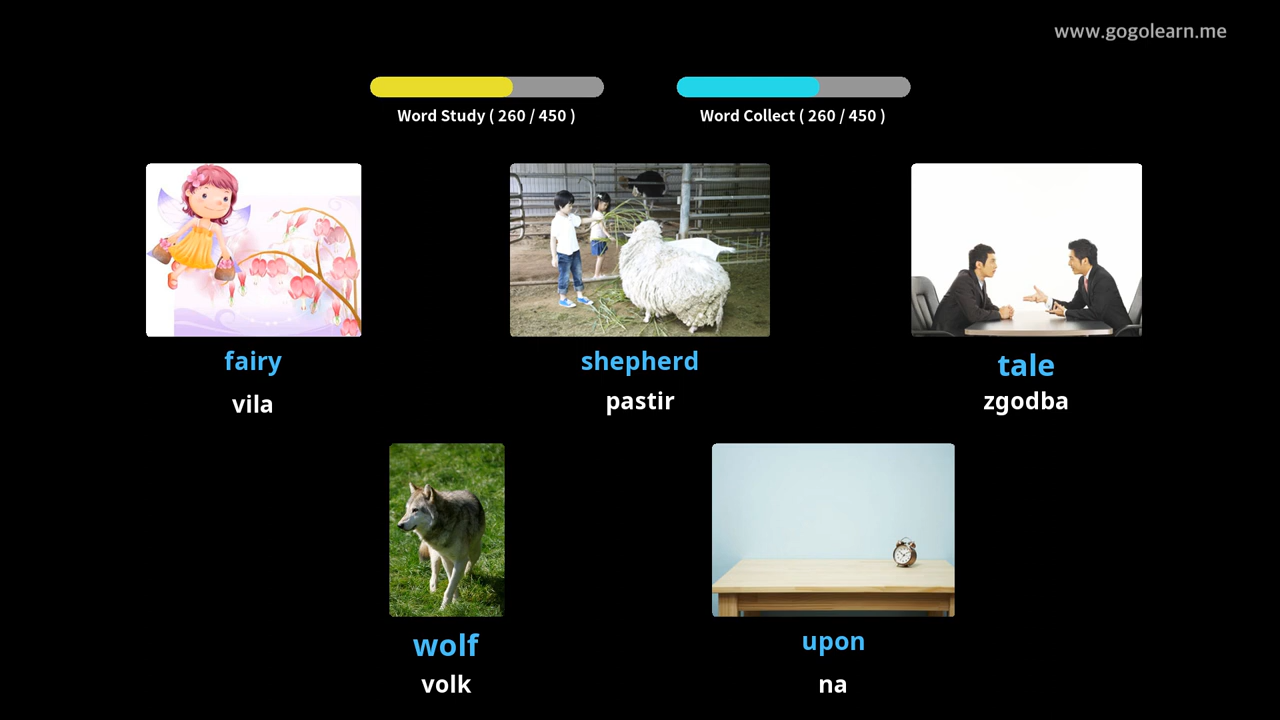 www.gogolearn.me
Word Study ( 260 / 450 )
Word Collect ( 260 / 450 )
fairy
vila
shepherd
pastir
tale
zgodba
wolf
volk
upon
na